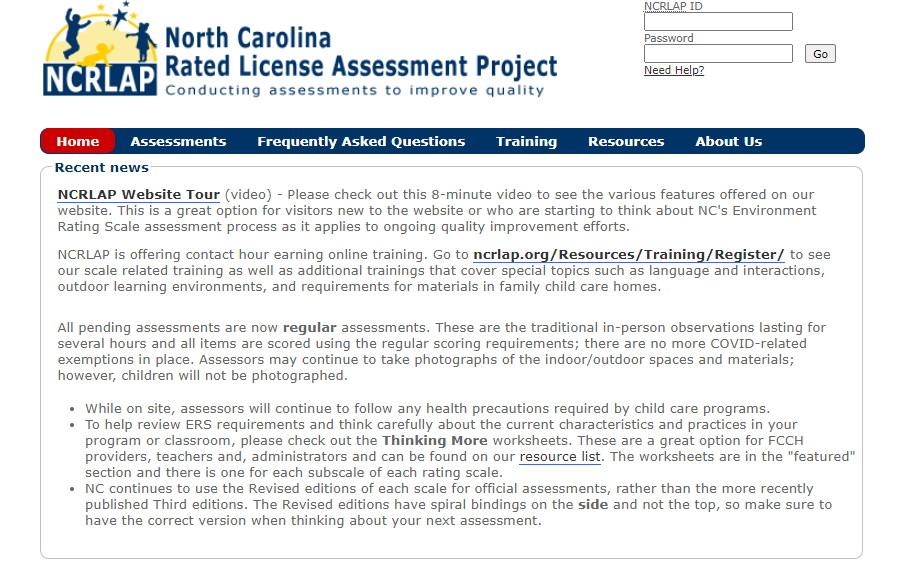 NCRLAP
North Carolina
Rated License Assessment Project
Conducting assessments to improve quality
NCRLAP ID
Password
Go
Need Help?
Home Assessments Frequently Asked Questions Training Resources About Us
Recent news
NCRLAP Website Tour (video) - Please check out this 8-minute video to see the various features offered on our
website. This is a great option for visitors new to the website or who are starting to think about NC's Environment
Rating Scale assessment process as it applies to ongoing quality improvement efforts.
NCRLAP is offering contact hour earning online training. Go to ncrlap.org/Resources/Training/Register/ to see
our scale related training as well as additional trainings that cover special topics such as language and interactions,
outdoor learning environments, and requirements for materials in family child care homes.
All pending assessments are now regular assessments. These are the traditional in-person observations lasting for
several hours and all items are scored using the regular scoring requirements; there are no more COVID-related
exemptions in place. Assessors may continue to take photographs of the indoor/outdoor spaces and materials;
however, children will not be photographed.
• While on site, assessors will continue to follow any health precautions required by child care programs.
• To help review ERS requirements and think carefully about the current characteristics and practices in your
program or classroom, please check out the Thinking More worksheets. These are a great option for FCCH
providers, teachers and, administrators and can be found on our resource list. The worksheets are in the "featured"
section and there is one for each subscale of each rating scale.
• NC continues to use the Revised editions of each scale for official assessments, rather than the more recently
published Third editions. The Revised editions have spiral bindings on the side and not the top, so make sure to
have the correct version when thinking about your next assessment.